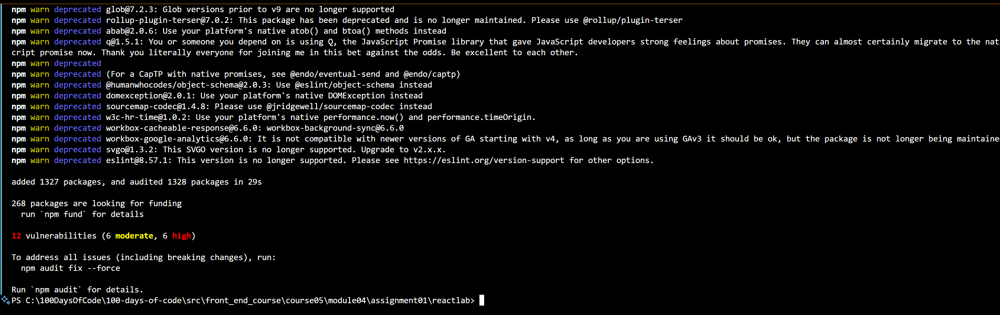 npm warn deprecated glob@7.2.3: Glob versions prior to v9 are no longer supported
npm warn deprecated rollup-plugin-terser@7.0.2: This package has been deprecated and is no longer maintained. Please use @rollup/plugin-terser
npm warn deprecated abab@2.0.6: Use your platform's native atob() and btoa() methods instead
npm warn deprecated q@1.5.1: You or someone you depend on is using Q, the JavaScript Promise library that gave JavaScript developers strong feelings about promises. They can almost certainly migrate to the nat
cript promise now. Thank you literally everyone for joining me in this bet against the odds. Be excellent to each other.
npm warn deprecated
npm warn deprecated (For a CapTP with native promises, see @endo/eventual-send and @endo/captp)
npm warn deprecated @humanwhocodes/object-schema@2.0.3: Use @eslint/object-schema instead
npm warn deprecated domexception@2.0.1: Use your platform's native DOMException instead
npm warn deprecated sourcemap-codec@1.4.8: Please use @jridgewell/sourcemap-codec instead
npm warn deprecated w3c-hr-time@1.0.2: Use your platform's native performance.now() and performance.timeOrigin.
npm warn deprecated workbox-cacheable-response@6.6.0: workbox-background-sync@6.6.0
npm warn deprecated workbox-google-analytics@6.6.0: It is not compatible with newer versions of GA starting with v4, as long as you are using GAv3 it should be ok, but the package is not longer being maintained
npm warn deprecated svgo@1.3.2: This SVGO version is no longer supported. Upgrade to v2.x.x.
npm warn deprecated eslint@8.57.1: This version is no longer supported. Please see https://eslint.org/version-support for other options.
added 1327 packages, and audited 1328 packages in 29s
268 packages are looking for funding
run `npm fund` for details
12 vulnerabilities (6 moderate, 6 high)
To address all issues (including breaking changes), run:
npm audit fix --force
Run `npm audit` for details.
PS C:\100DaysOfCode\100-days-of-code\src\front_end_course\course05\module04\assignment01\reactlab>